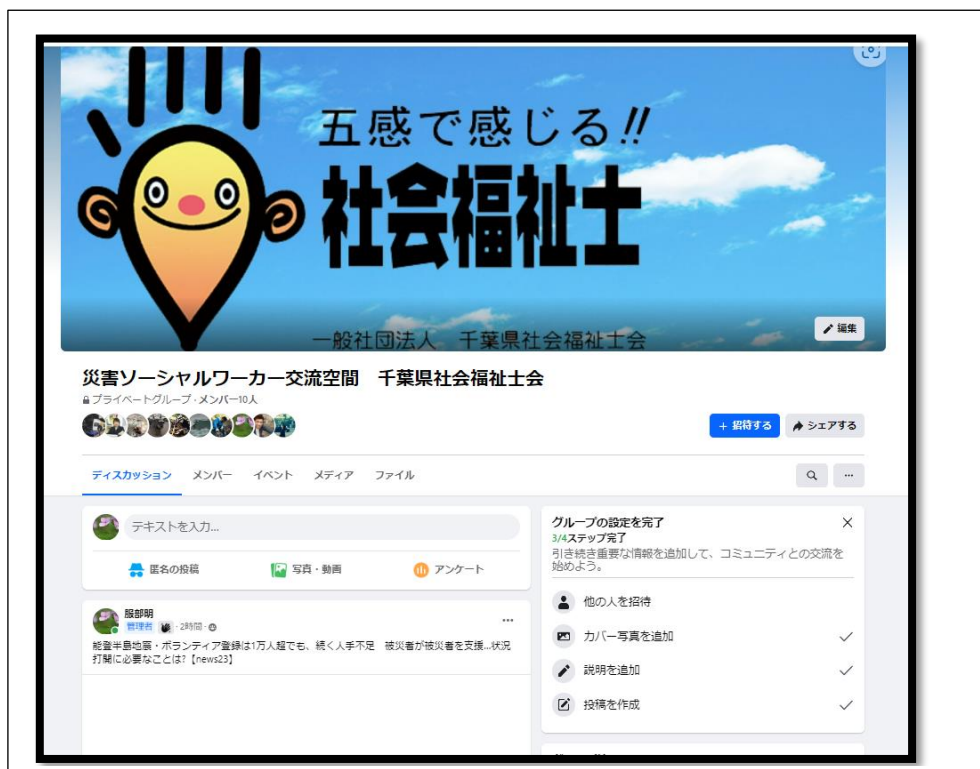 五感で感じる!!
社会福祉士
一般社団法人 千葉県社会福祉士会
編集
災害ソーシャルワーカー交流空間 千葉県社会福祉士会
プライベートグループ・メンバー10人
+ 招待する
シェアする
ディスカッション メンバー イベント メディア ファイル
テキストを入力...
匿名の投稿 写真・動画 アンケート
服部明
管理者 ・2時間・
能登半島地震・ボランティア登録は1万人超でも、続く人手不足 被災者が被災者を支援…状況
打開に必要なことは?【news23】
グループの設定を完了
3/4ステップ完了
引き続き重要な情報を追加して、コミュニティとの交流を
始めよう。
他の人を招待
カバー写真を追加
説明を追加
投稿を作成